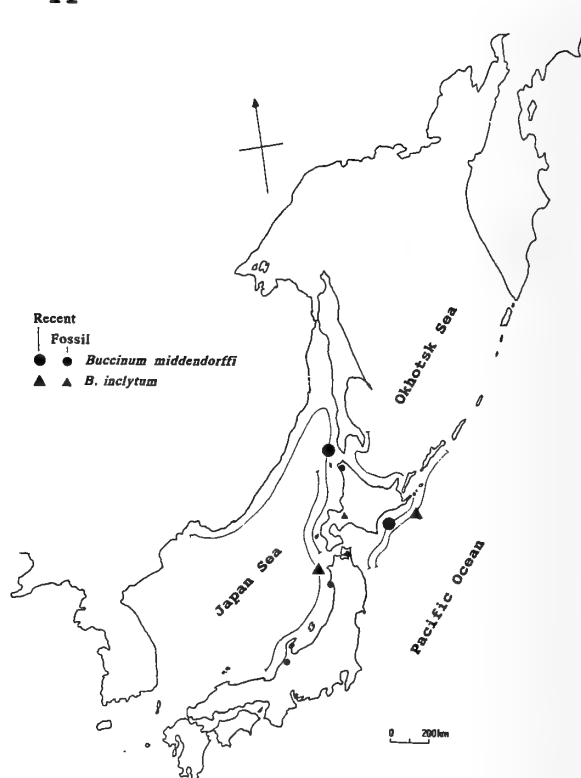 Recent
Fossil
Buccinum middendorffi
B. inclytum
Okhotsk Sea
Japan Sea
Pacific Ocean
0 200km